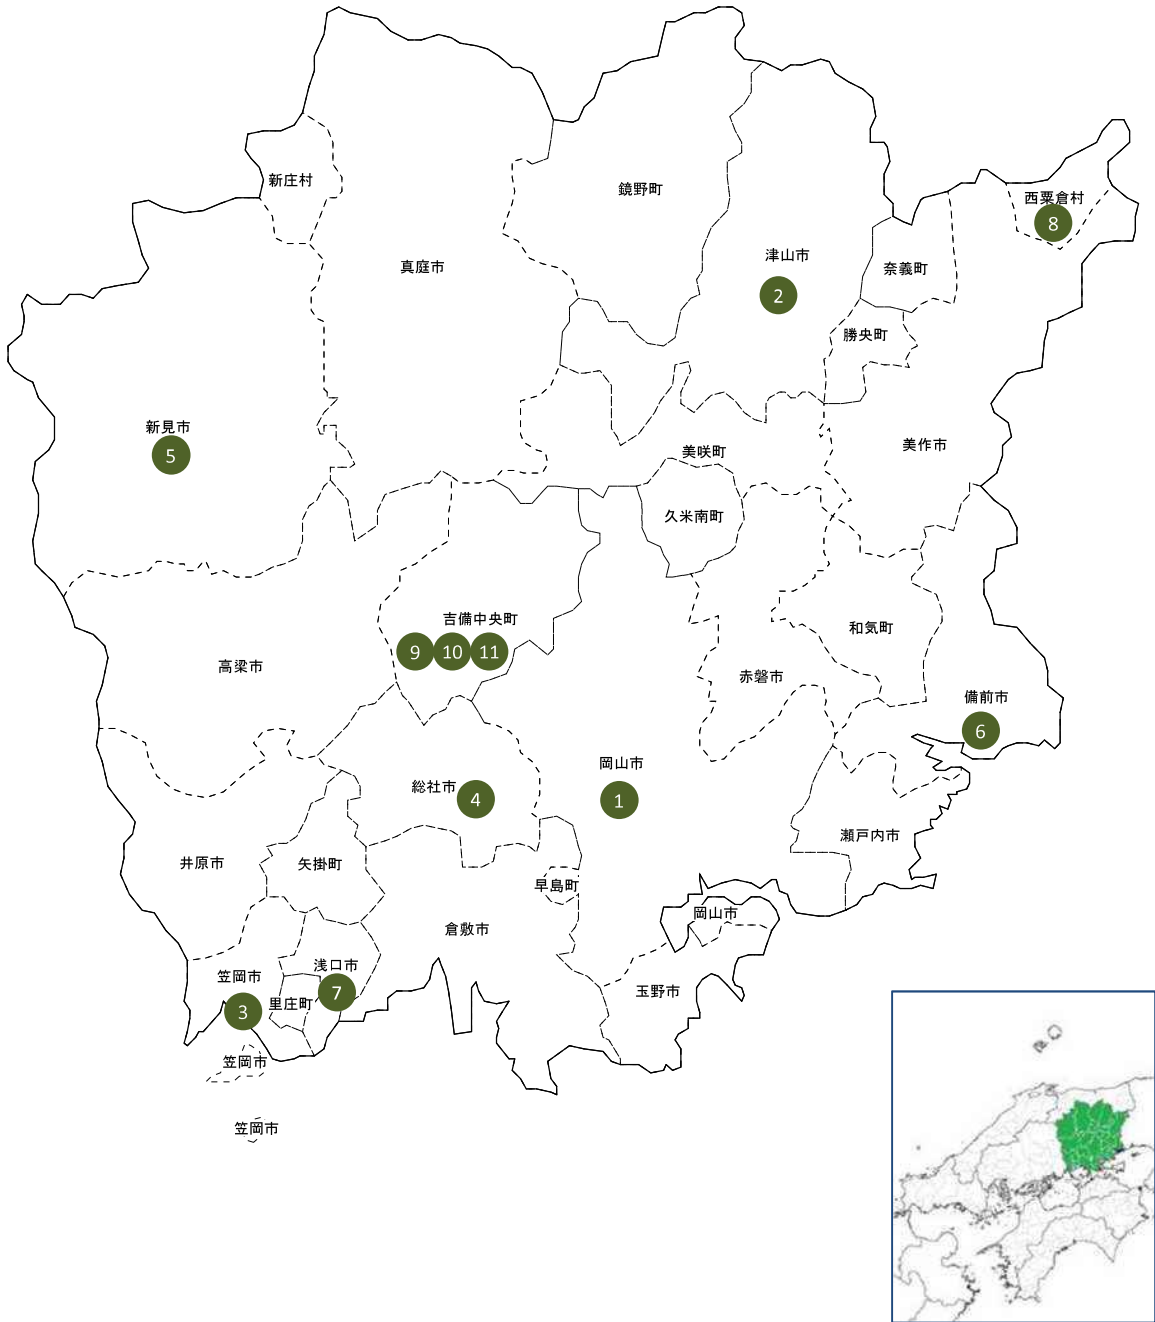 新庄村
鏡野町
西粟倉村
8
真庭市
津山市
奈義町
2
勝央町
新見市
5
美咲町
美作市
久米南町
吉備中央町
和気町
9
10
11
高梁市
赤磐市
備前市
6
岡山市
総社市
4
1
瀬戸内市
井原市
矢掛町
早島町
岡山市
倉敷市
浅口市
笠岡市
7
玉野市
里庄町
3
笠岡市
笠岡市